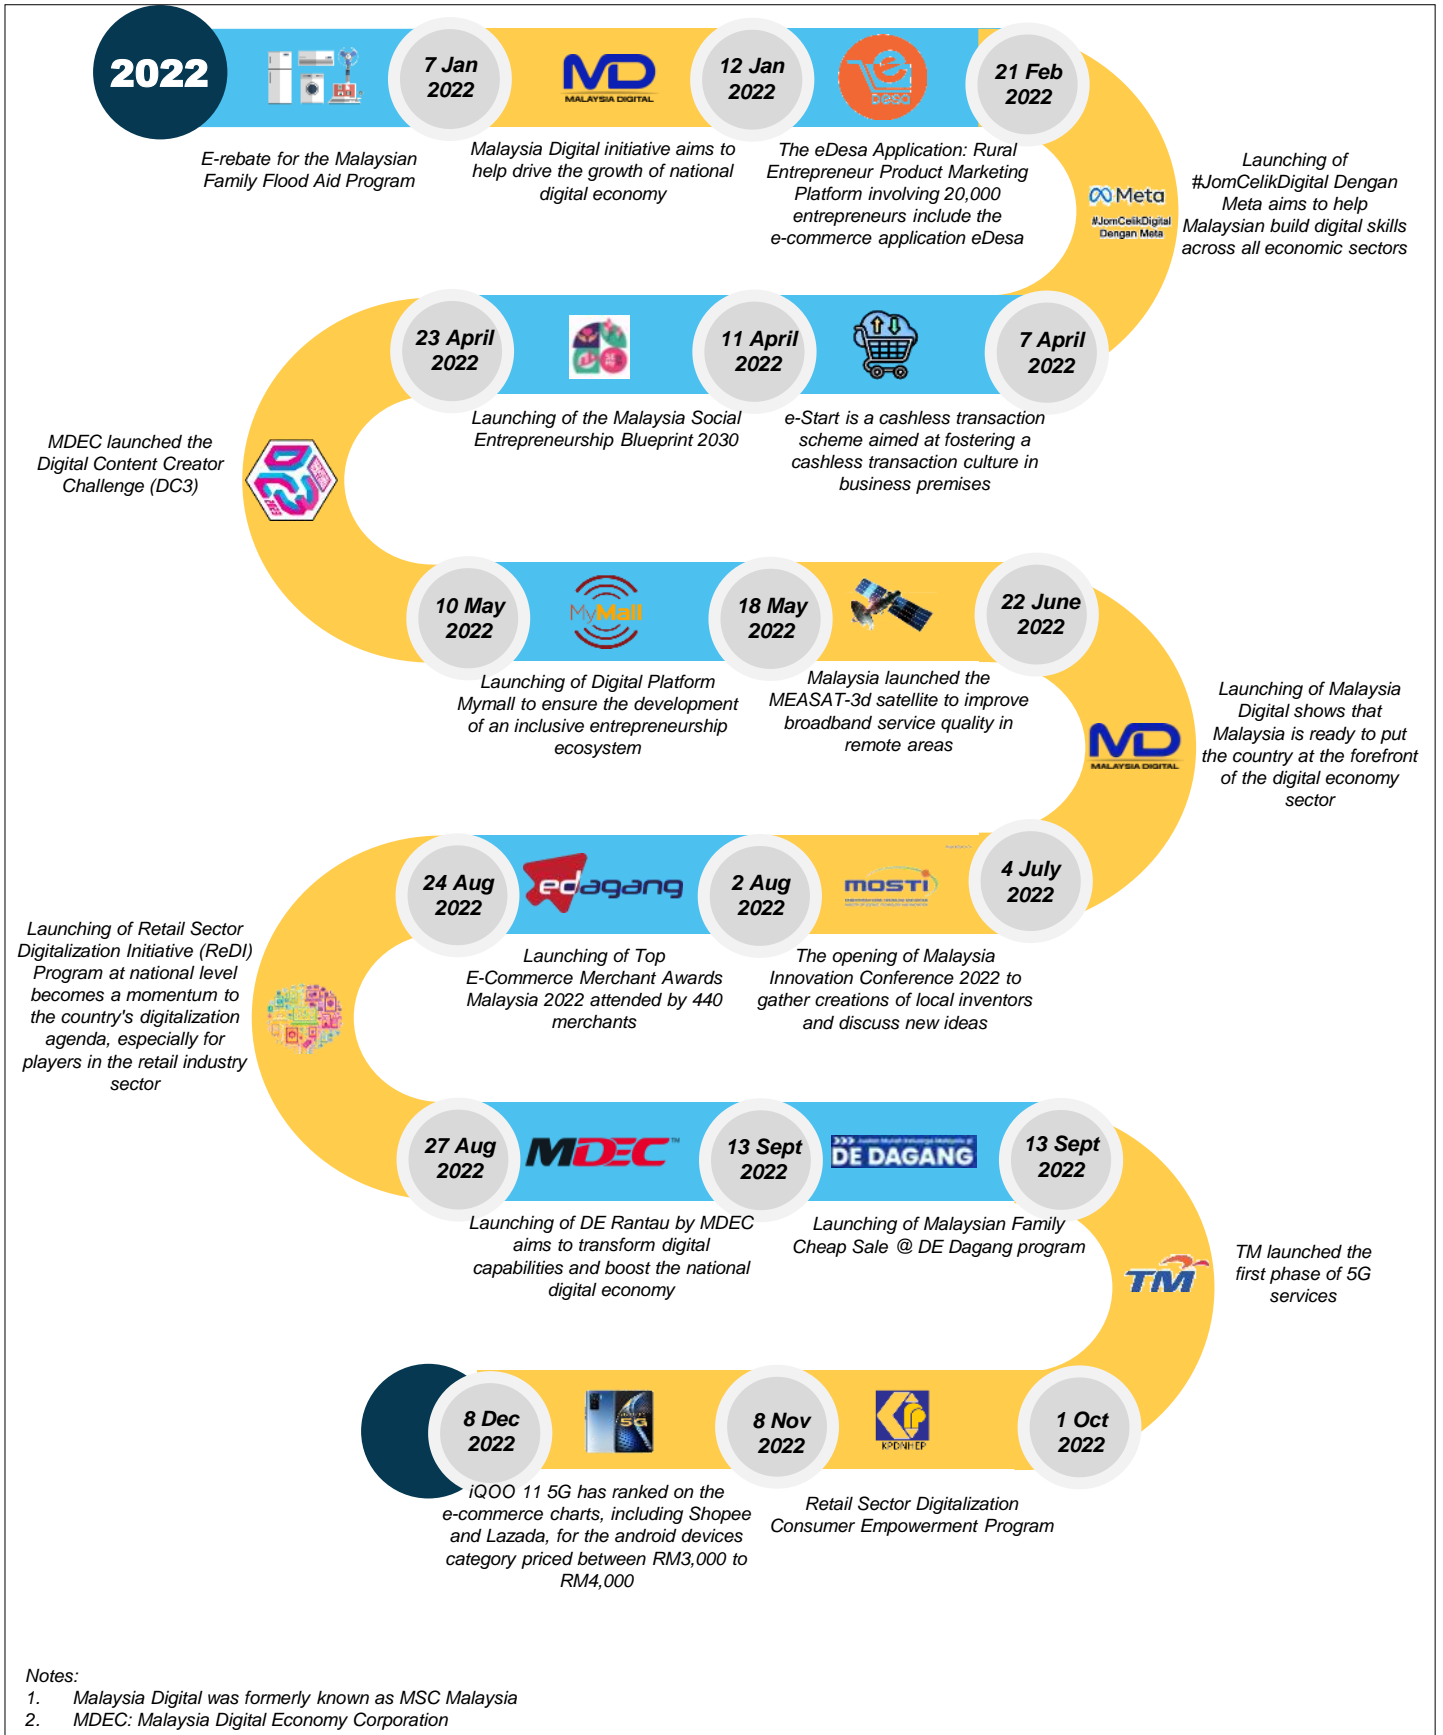 2022
7 Jan
2022
MD
MALAYSIA DIGITAL
12 Jan
2022
e
Desa
21 Feb
2022
E-rebate for the Malaysian
Family Flood Aid Program
Malaysia Digital initiative aims to
help drive the growth of national
digital economy
The eDesa Application: Rural
Entrepreneur Product Marketing
Platform involving 20,000
entrepreneurs include the
e-commerce application eDesa
Meta
#JomCelikDigital
Dengan Meta
Launching of
#JomCelikDigital Dengan
Meta aims to help
Malaysian build digital skills
across all economic sectors
7 April
2022
11 April
2022
23 April
2022
e-Start is a cashless transaction
scheme aimed at fostering a
cashless transaction culture in
business premises
Launching of the Malaysia Social
Entrepreneurship Blueprint 2030
MDEC launched the
Digital Content Creator
Challenge (DC3)
10 May
2022
MyMall
18 May
2022
22 June
2022
Launching of Digital Platform
Mymall to ensure the development
of an inclusive entrepreneurship
ecosystem
Malaysia launched the
MEASAT-3d satellite to improve
broadband service quality in
remote areas
MD
MALAYSIA DIGITAL
Launching of Malaysia
Digital shows that
Malaysia is ready to put
the country at the forefront
of the digital economy
sector
4 July
2022
mosti
2 Aug
2022
edagang
24 Aug
2022
The opening of Malaysia
Innovation Conference 2022 to
gather creations of local inventors
and discuss new ideas
Launching of Top
E-Commerce Merchant Awards
Malaysia 2022 attended by 440
merchants
Launching of Retail Sector
Digitalization Initiative (ReDI)
Program at national level
becomes a momentum to
the country's digitalization
agenda, especially for
players in the retail industry
sector
27 Aug
2022
MDEC™
13 Sept
2022
DE DAGANG
13 Sept
2022
Launching of DE Rantau by MDEC
aims to transform digital
capabilities and boost the national
digital economy
Launching of Malaysian Family
Cheap Sale @ DE Dagang program
TM
TM launched the
first phase of 5G
services
1 Oct
2022
KPDNHEP
8 Nov
2022
5G
8 Dec
2022
Retail Sector Digitalization
Consumer Empowerment Program
iQOO 11 5G has ranked on the
e-commerce charts, including Shopee
and Lazada, for the android devices
category priced between RM3,000 to
RM4,000
Notes:
1. Malaysia Digital was formerly known as MSC Malaysia
2. MDEC: Malaysia Digital Economy Corporation